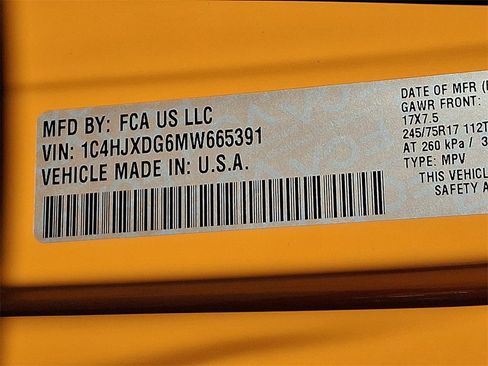 MFD BY: FCA US LLC
VIN: 1C4HJXDG6MW665391
VEHICLE MADE IN: U.S.A.
DATE OF MFR
GAWR FRONT:
17X7.5
245/75R17 112T
AT 260 kPa / 3
TYPE: MPV
THIS VEHICL
SAFETY A